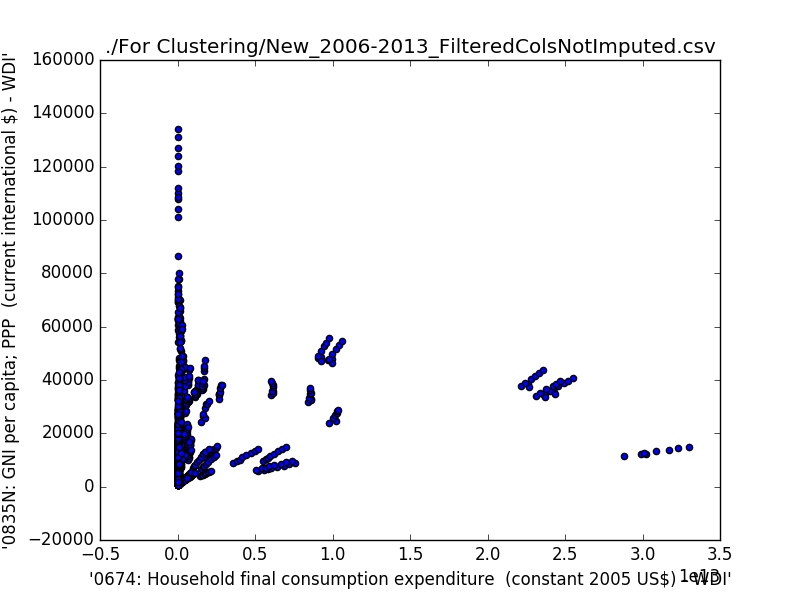 ./For Clustering/New_2006-2013_FilteredColsNotImputed.csv
160000
140000
120000
100000
80000
60000
40000
20000
0
−20000
'0835N: GNI per capita; PPP  (current international $) - WDI'
−0.5 0.0 0.5 1.0 1.5 2.0 2.5 3.0 3.5
1e13
'0674: Household final consumption expenditure  (constant 2005 US$) - WDI'